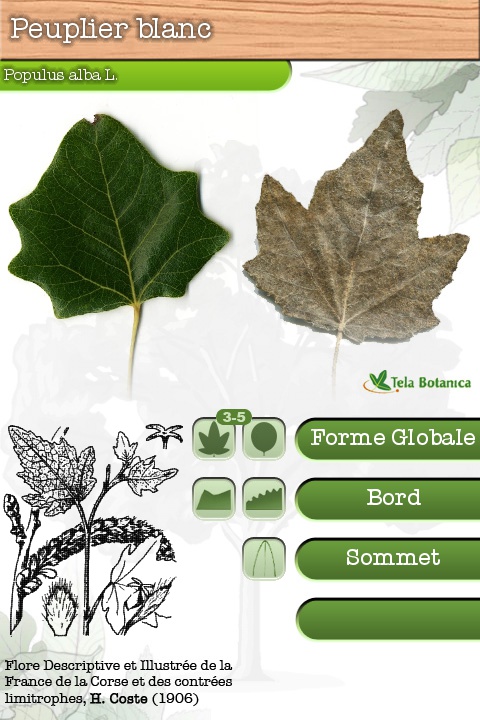 Peuplier blanc
Populus alba L.
Tela Botanica
3-5
Forme Globale
Bord
Sommet
Flore Descriptive et Illustrée de la
France de la Corse et des contrées
limitrophes, H. Coste (1906)